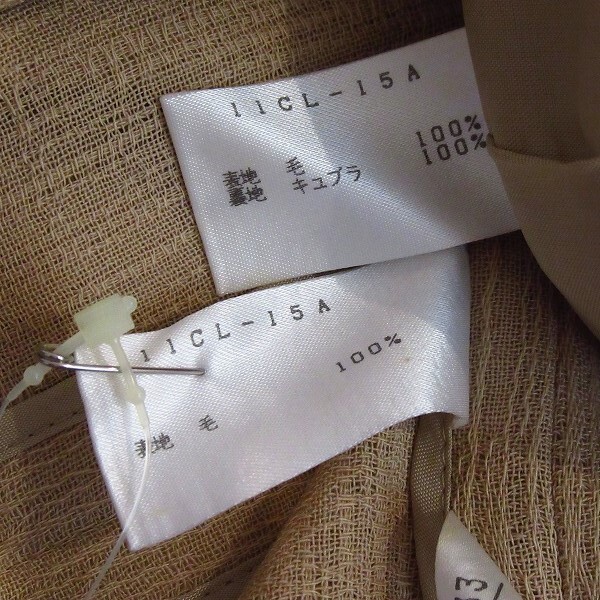 11CL-15A
表地 毛 100%
裏地 キュプラ 100%
11CL-15A
100%
表地 毛